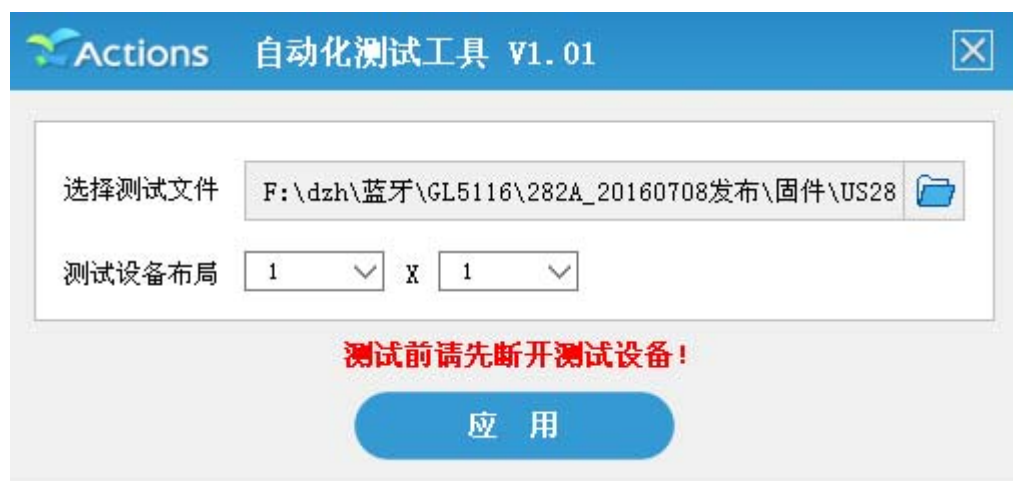 Actions 自动化测试工具 V1.01
选择测试文件 F:\dzh\蓝牙\GL5116\282A_20160708发布\固件\US28
测试设备布局 1 X 1
测试前请先断开测试设备!
应 用